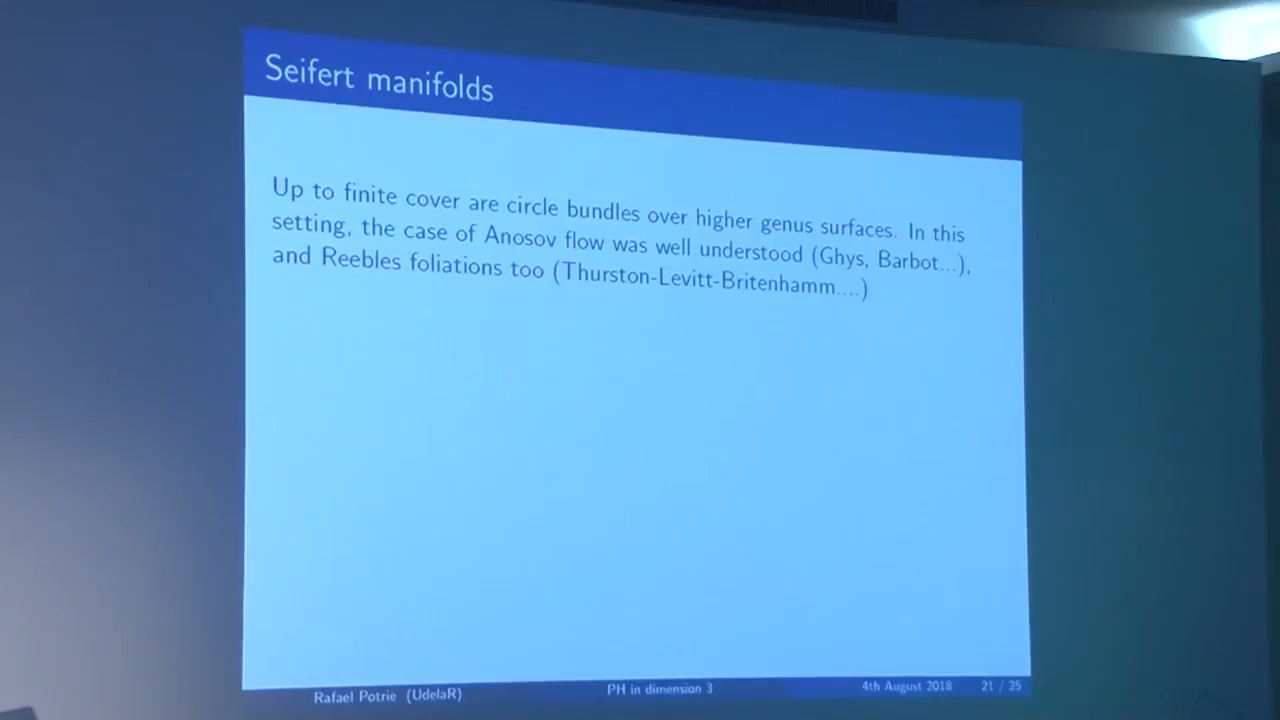 Seifert manifolds
Up to finite cover are circle bundles over higher genus surfaces. In this
setting, the case of Anosov flow was well understood (Ghys, Barbot...),
and Reebles foliations too (Thurston-Levitt-Britenhamm....)
Rafael Potrie (UdelaR) PH in dimension 3 4th August 2018 21 / 25